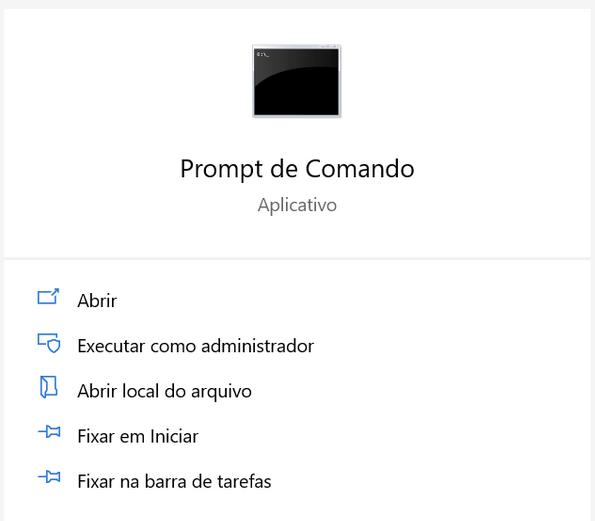 Prompt de Comando
Aplicativo
Abrir
Executar como administrador
Abrir local do arquivo
Fixar em Iniciar
Fixar na barra de tarefas